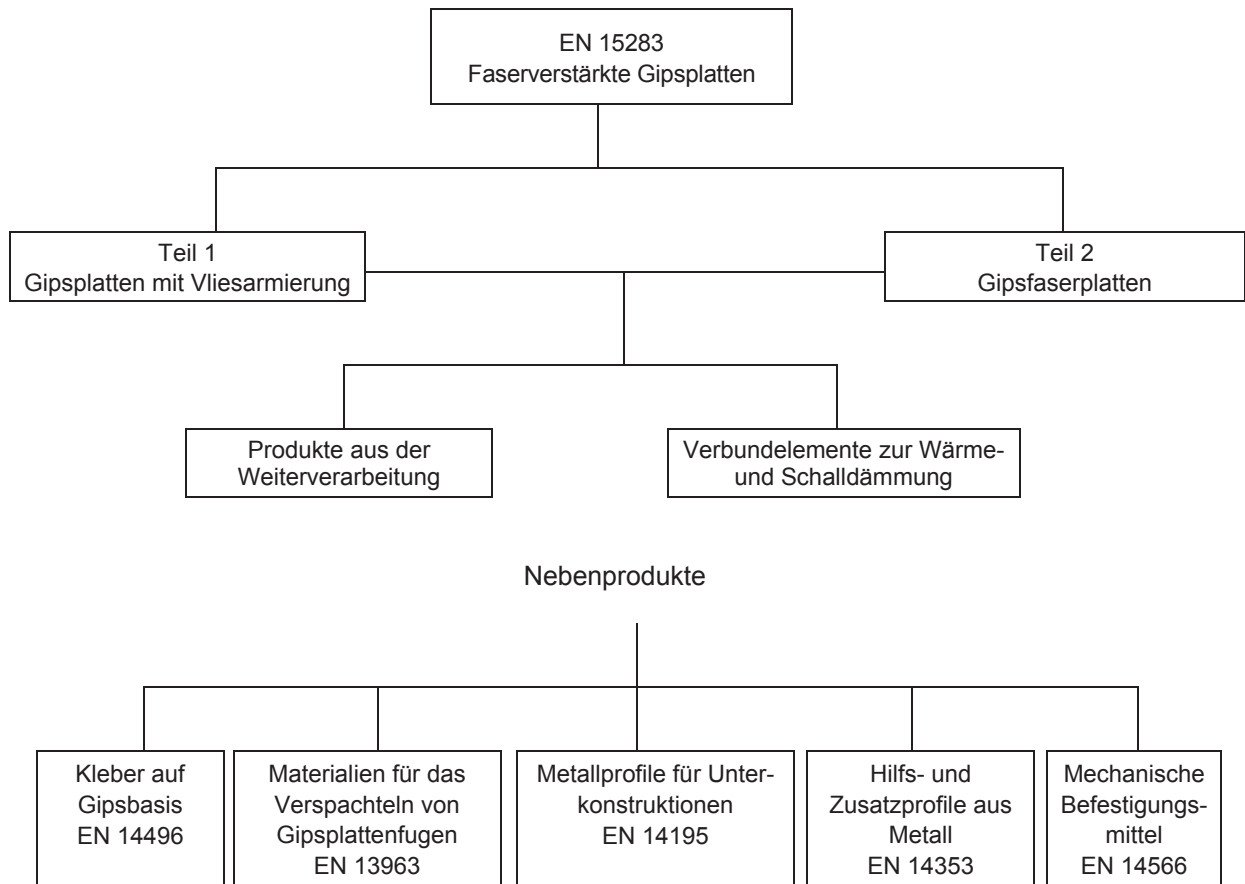 EN 15283
Faserverstärkte Gipsplatten
Teil 1
Gipsplatten mit Vliesarmierung
Teil 2
Gipsfaserplatten
Produkte aus der
Weiterverarbeitung
Verbundelemente zur Wärme-
und Schalldämmung
Nebenprodukte
Kleber auf
Gipsbasis
EN 14496
Materialien für das
Verspachteln von
Gipsplattenfugen
EN 13963
Metallprofile für Unter-
konstruktionen
EN 14195
Hilfs- und
Zusatzprofile aus
Metall
EN 14353
Mechanische
Befestigungs-
mittel
EN 14566